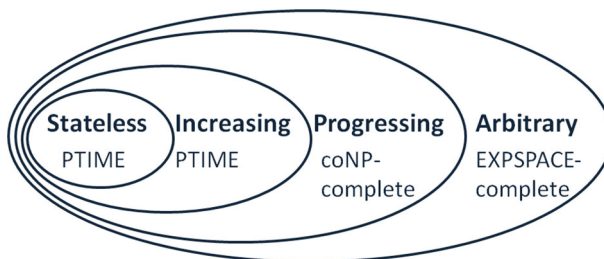 Stateless Increasing Progressing Arbitrary
PTIME PTIME coNP- EXPSPACE-
complete complete